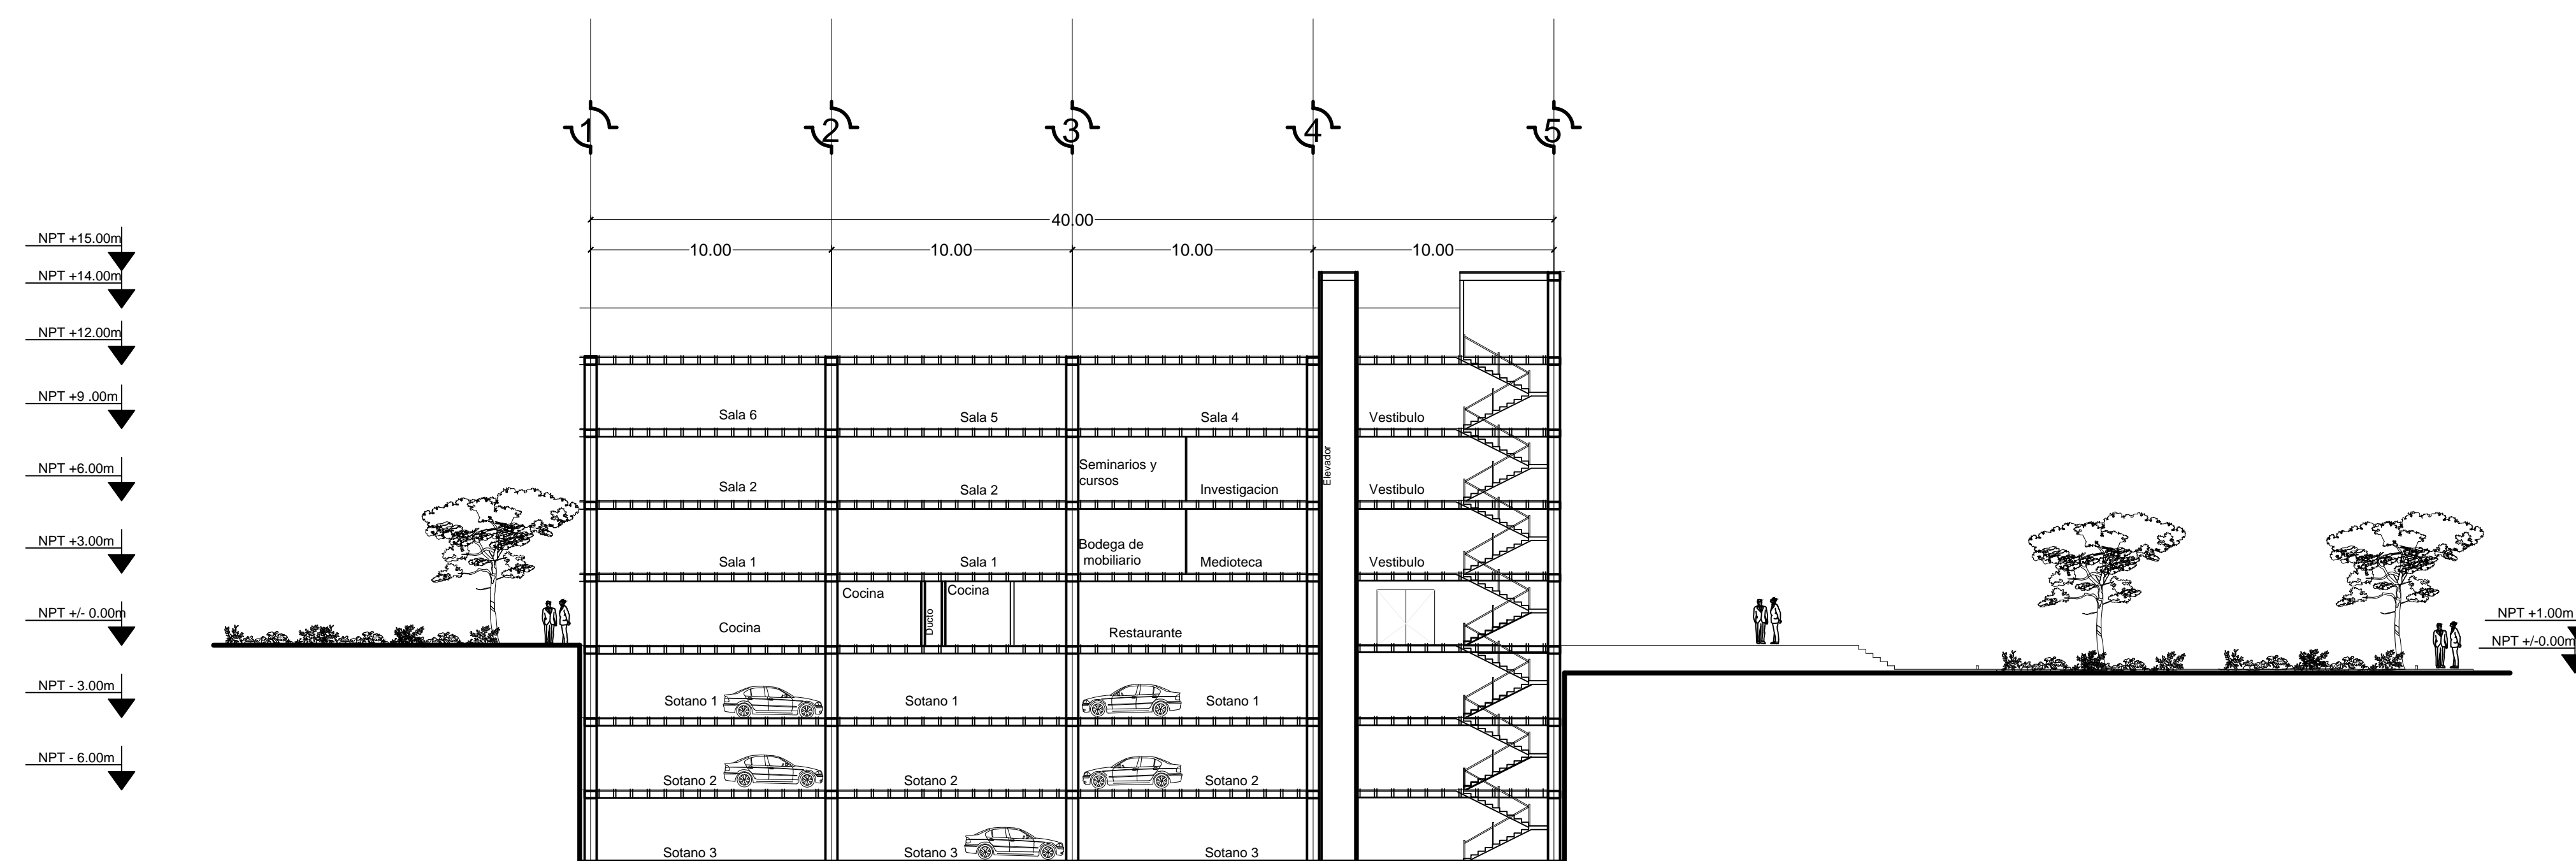 1 2 3 4 5
40.00
10.00 10.00 10.00 10.00
NPT +15.00m
NPT +14.00m
NPT +12.00m
NPT +9 .00m
NPT +6.00m
NPT +3.00m
NPT +/- 0.00m
NPT - 3.00m
NPT - 6.00m
Sala 6 Sala 5 Sala 4 Vestibulo
Elevador
Seminarios y
cursos
Sala 2 Sala 2 Investigacion Vestibulo
Bodega de
mobiliario
Sala 1 Sala 1 Medioteca Vestibulo
Cocina Cocina
Ducto
Cocina Restaurante
NPT +1.00m
NPT +/-0.00m
Sotano 1 Sotano 1 Sotano 1
Sotano 2 Sotano 2 Sotano 2
Sotano 3 Sotano 3 Sotano 3